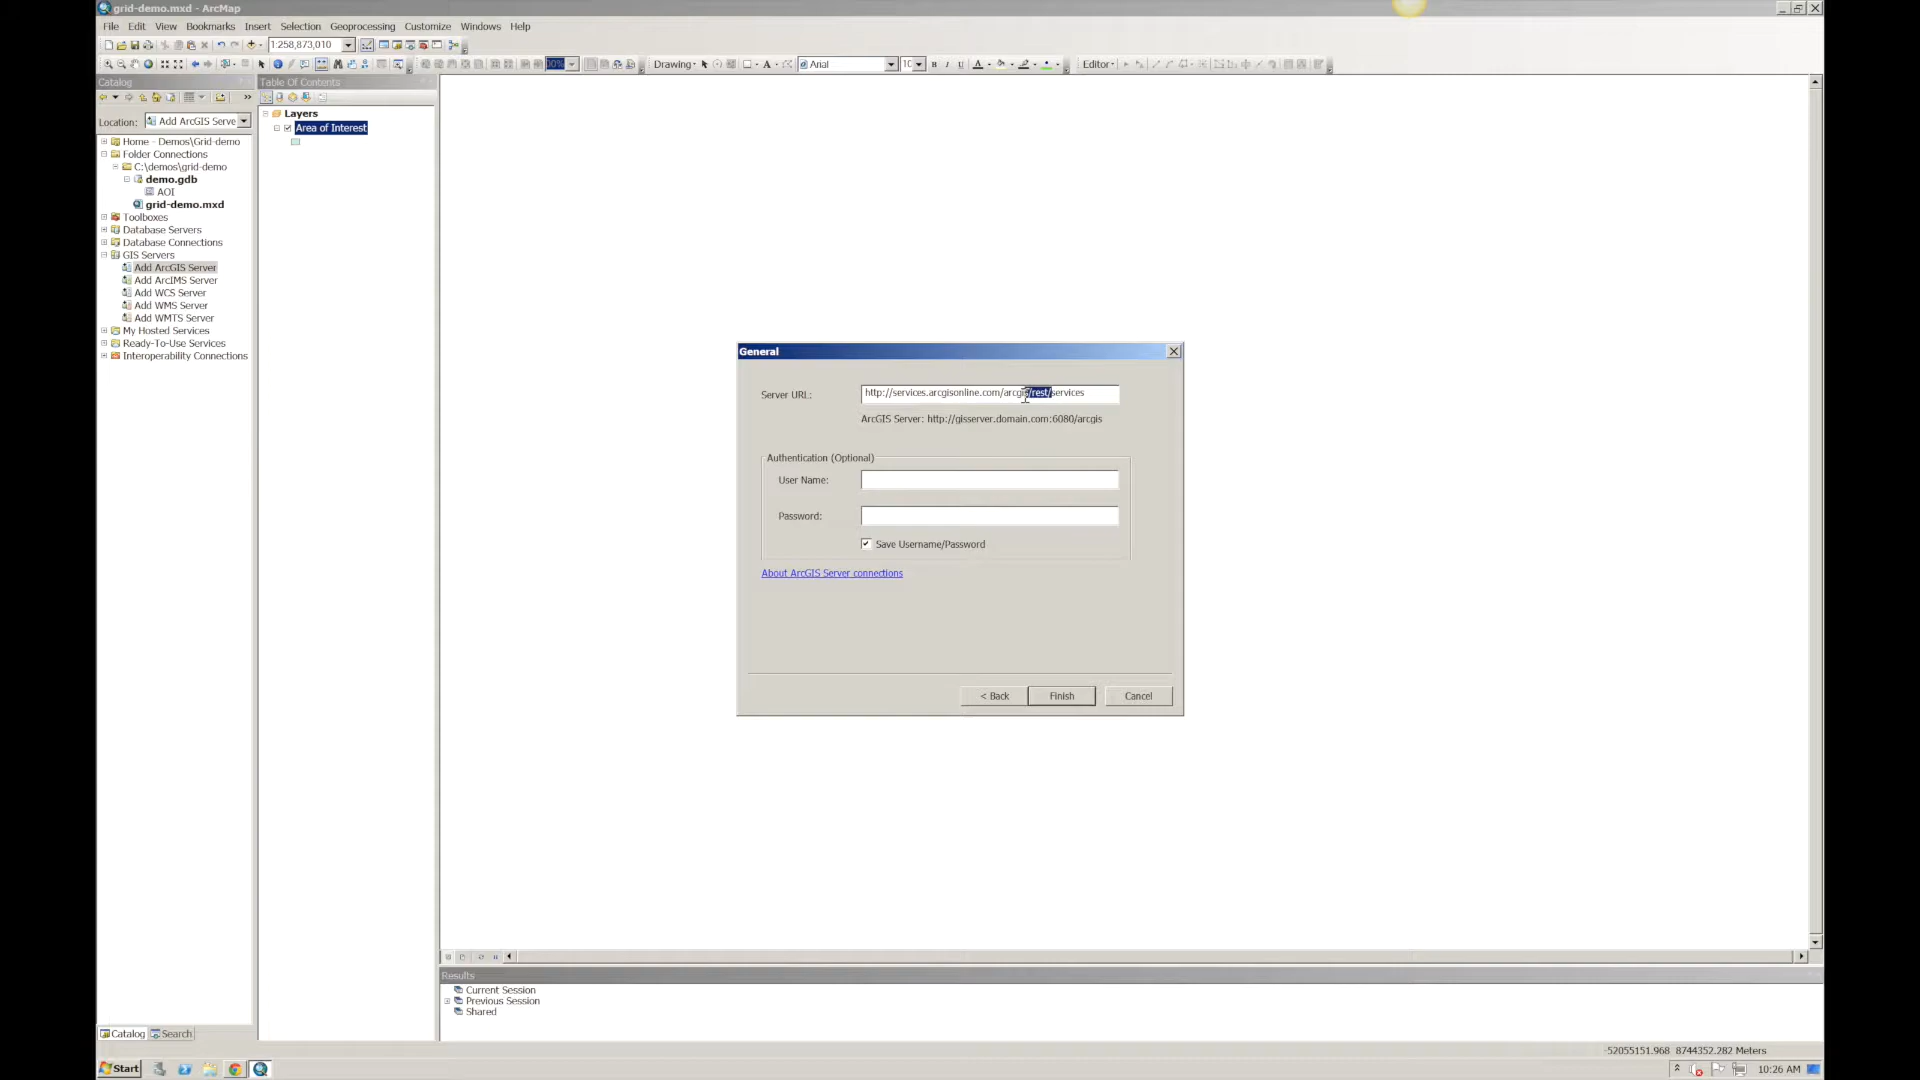 grid-demo.mxd - ArcMap
File Edit View Bookmarks Insert Selection Geoprocessing Customize Windows Help
1:258,873,010
Drawing Arial 10 B I U A Editor
Catalog
Location: Add ArcGIS Serve
Home - Demos\Grid-demo
Folder Connections
C:\demos\grid-demo
demo.gdb
AOI
grid-demo.mxd
Toolboxes
Database Servers
Database Connections
GIS Servers
Add ArcGIS Server
Add ArcIMS Server
Add WCS Server
Add WMS Server
Add WMTS Server
My Hosted Services
Ready-To-Use Services
Interoperability Connections
Table Of Contents
Layers
Area of Interest
General
Server URL: http://services.arcgisonline.com/arcgis/rest/services
ArcGIS Server: http://gisserver.domain.com:6080/arcgis
Authentication (Optional)
User Name:
Password:
Save Username/Password
About ArcGIS Server connections
< Back Finish Cancel
Results
Current Session
Previous Session
Shared
Catalog Search
-52055151.968 8744352.282 Meters
Start 10:26 AM